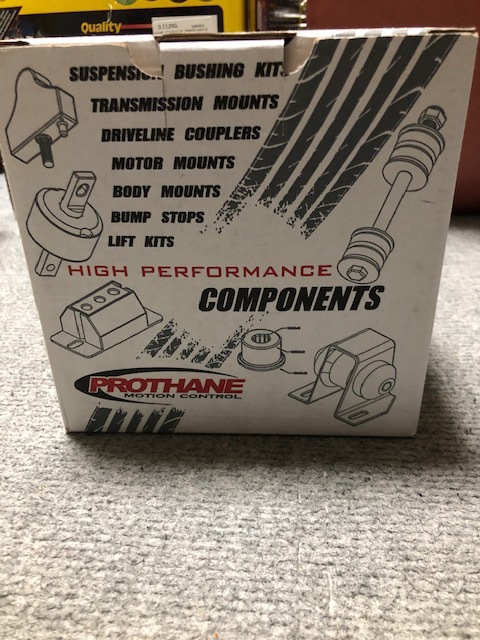 Quality
SUSPENSION BUSHING KITS
TRANSMISSION MOUNTS
DRIVELINE COUPLERS
MOTOR MOUNTS
BODY MOUNTS
BUMP STOPS
LIFT KITS
HIGH PERFORMANCE
COMPONENTS
PROTHANE
MOTION CONTROL